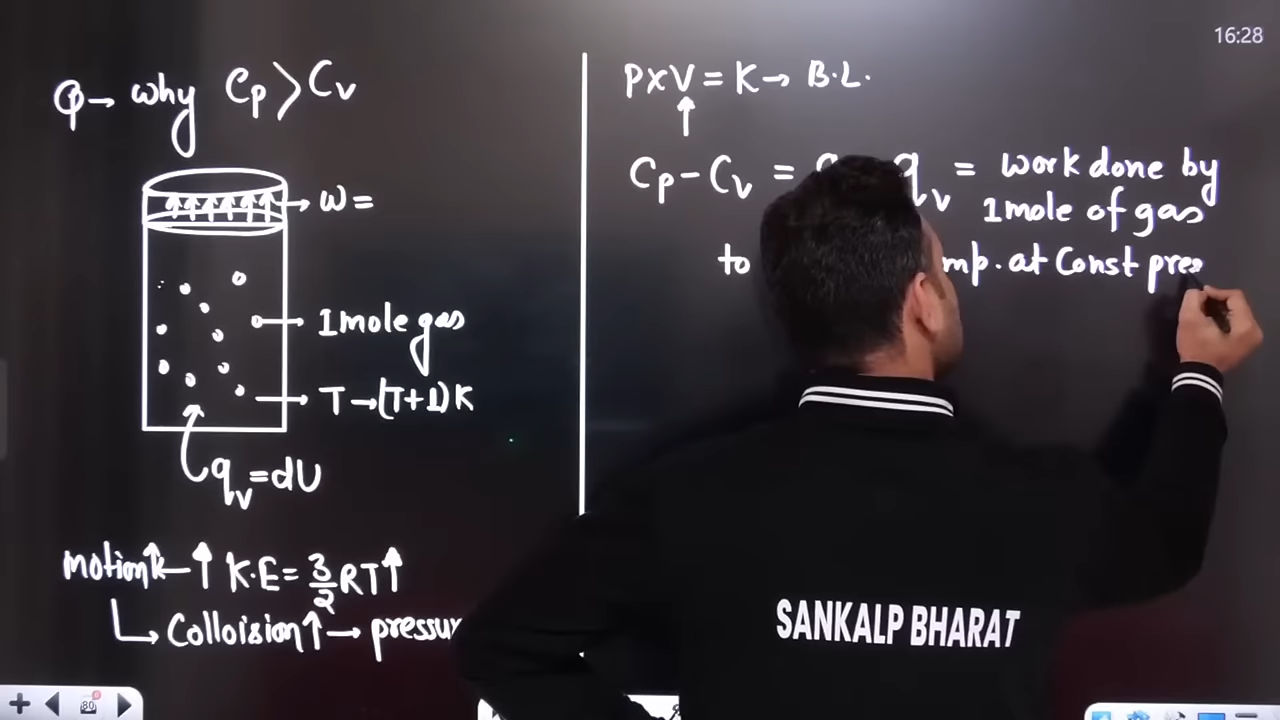 16:28
Q→ why Cp > Cv
→ w =
→ 1mole gas
→ T→(T+1)K
qv = dU
motion↑ → ↑ K.E = 3/2 RT↑
↳ Colloision↑ → pressur
P×V = K → B.L.
↑
Cp - Cv = qv = work done by
1mole of gas
to mp. at Const pres
SANKALP BHARAT
80